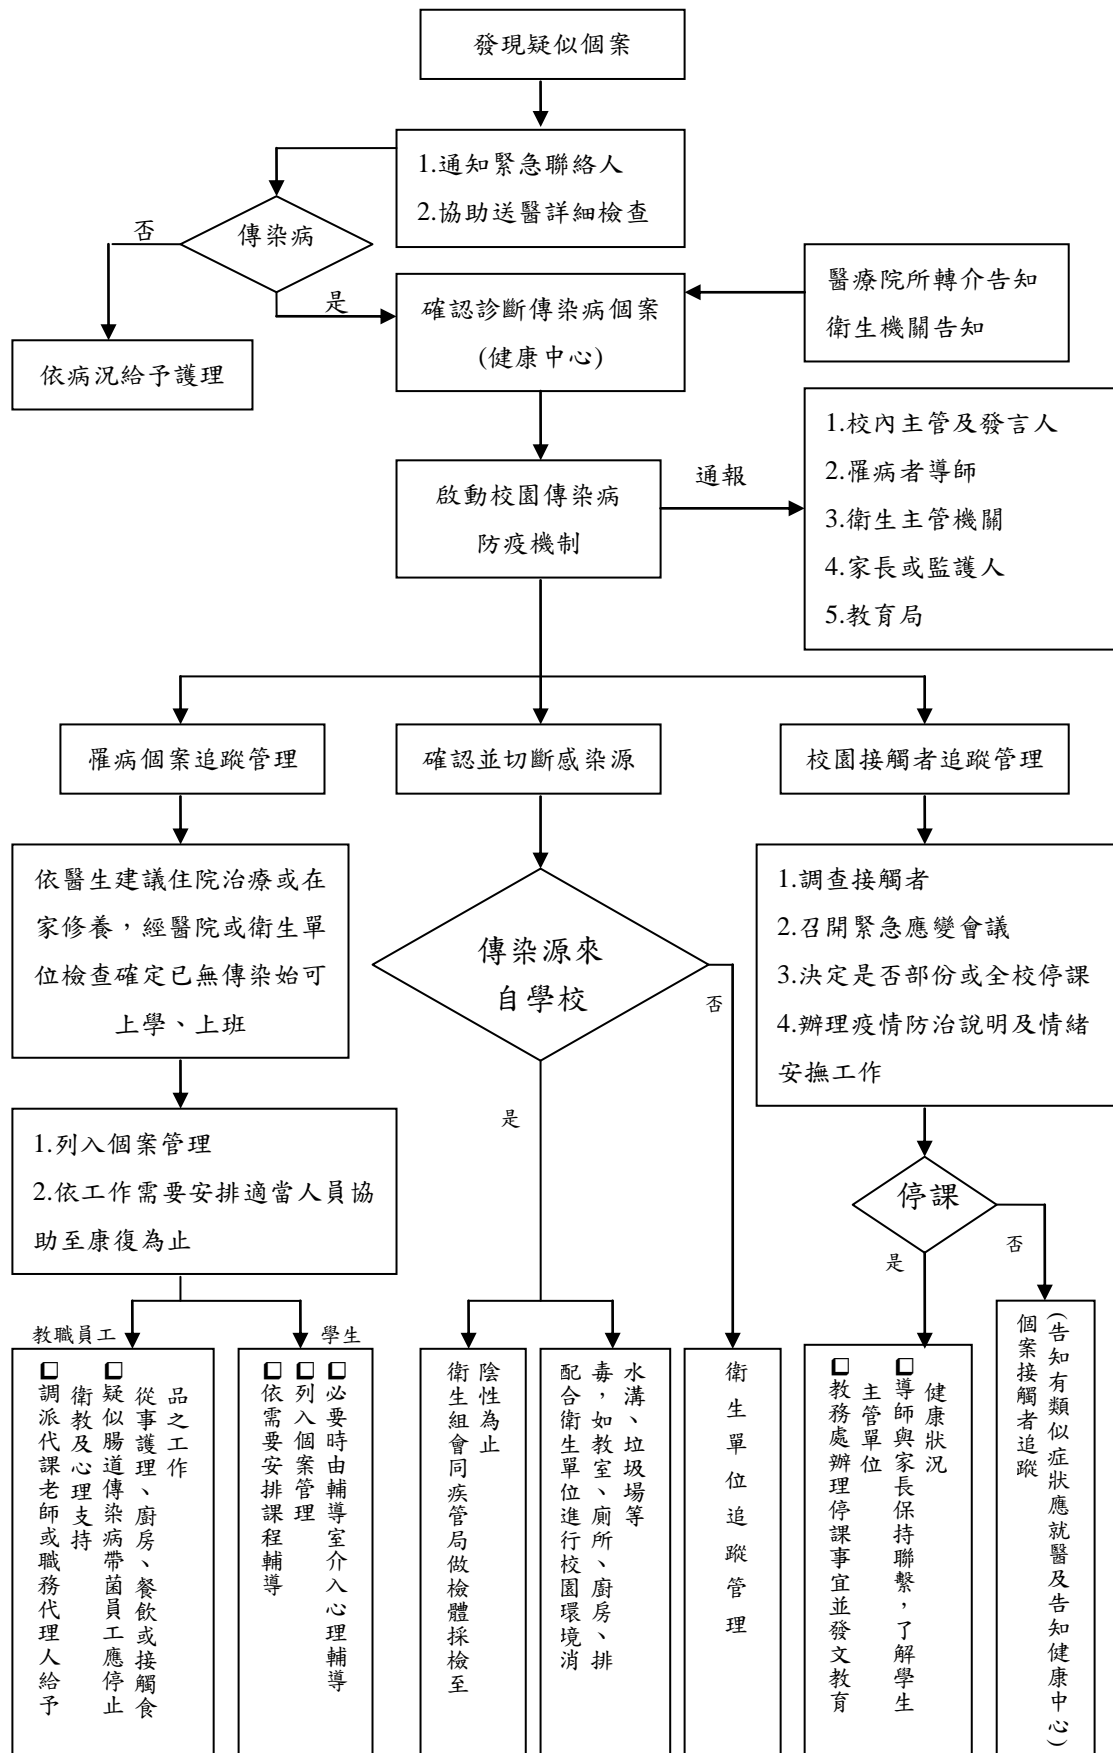 發現疑似個案
1.通知緊急聯絡人
2.協助送醫詳細檢查
傳染病
否
是
依病況給予護理
確認診斷傳染病個案
(健康中心)
醫療院所轉介告知
衛生機關告知
啟動校園傳染病
防疫機制
通報
1.校內主管及發言人
2.罹病者導師
3.衛生主管機關
4.家長或監護人
5.教育局
罹病個案追蹤管理
確認並切斷感染源
校園接觸者追蹤管理
依醫生建議住院治療或在
家修養，經醫院或衛生單
位檢查確定已無傳染始可
上學、上班
傳染源來
自學校
是
否
1.調查接觸者
2.召開緊急應變會議
3.決定是否部份或全校停課
4.辦理疫情防治說明及情緒
安撫工作
1.列入個案管理
2.依工作需要安排適當人員協
助至康復為止
停課
是
否
教職員工
❑調派代課老師或職務代理人給予
衛教及心理支持
❑疑似腸道傳染病帶菌員工應停止
從事護理、廚房、餐飲或接觸食
品之工作
學生
❑依需要安排課程輔導
❑列入個案管理
❑必要時由輔導室介入心理輔導
衛生組會同疾管局做檢體採檢至
陰性為止
配合衛生單位進行校園環境消
毒，如教室、廁所、廚房、排
水溝、垃圾場等
衛生單位追蹤管理
❑教務處辦理停課事宜並發文教育
主管單位
❑導師與家長保持聯繫，了解學生
健康狀況
個案接觸者追蹤
(告知有類似症狀應就醫及告知健康中心)